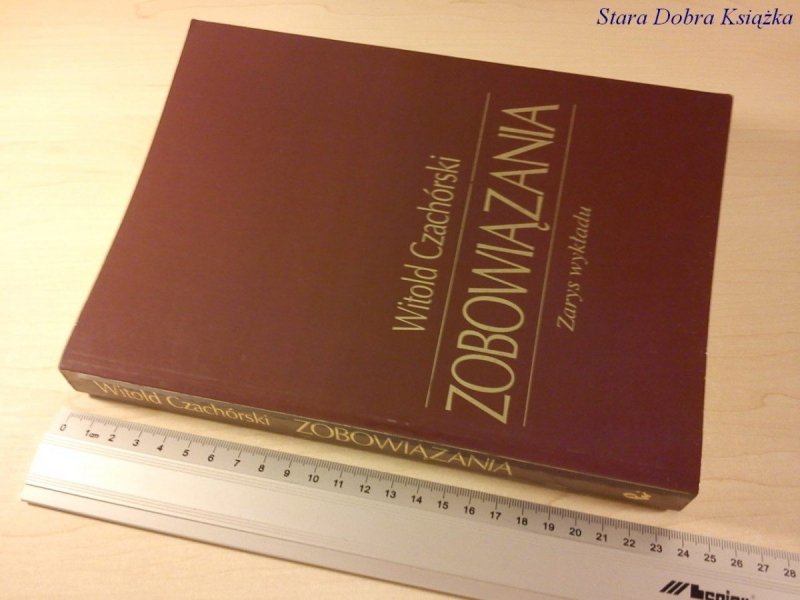 Stara Dobra Książka
Witold Czachórski
ZOBOWIĄZANIA
Zarys wykładu
Witold Czachórski ZOBOWIĄZANIA
0 1cm 2 3 4 5 6 7 8 9 10 11 12 13 14 15 16 17 18 19 20 21 22 23 24 25 26 27 28